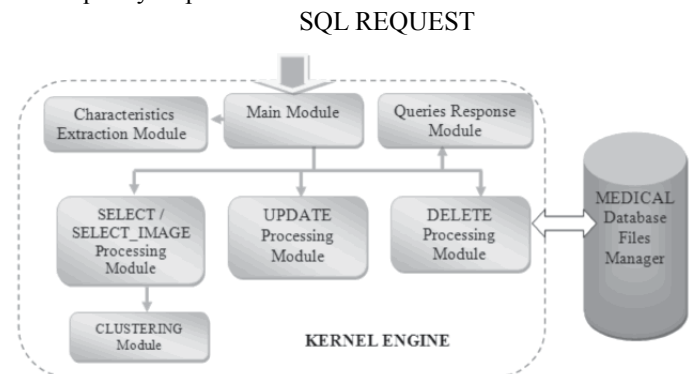 SQL REQUEST
Characteristics
Extraction Module
Main Module
Queries Response
Module
SELECT /
SELECT_IMAGE
Processing
Module
UPDATE
Processing
Module
DELETE
Processing
Module
MEDICAL
Database
Files
Manager
CLUSTERING
Module
KERNEL ENGINE